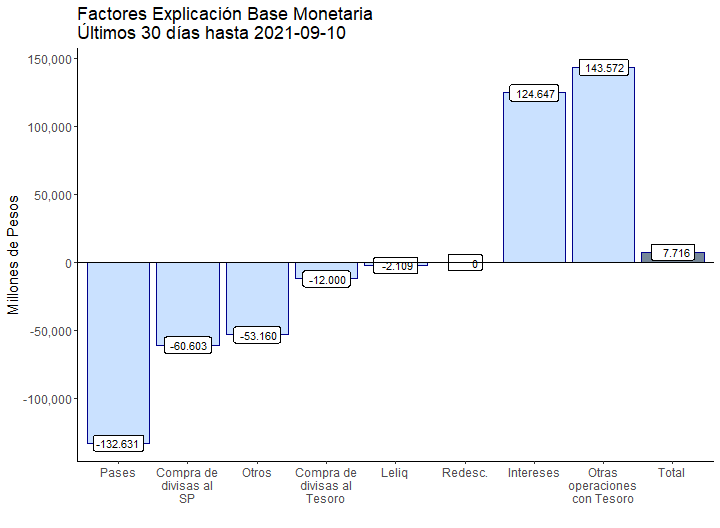 Factores Explicación Base Monetaria
Últimos 30 días hasta 2021-09-10
Millones de Pesos
150,000
100,000
50,000
0
-50,000
-100,000
-132.631
-60.603
-53.160
-12.000
-2.109
0
124.647
143.572
7.716
Pases
Compra de
divisas al
SP
Otros
Compra de
divisas al
Tesoro
Leliq
Redesc.
Intereses
Otras
operaciones
con Tesoro
Total